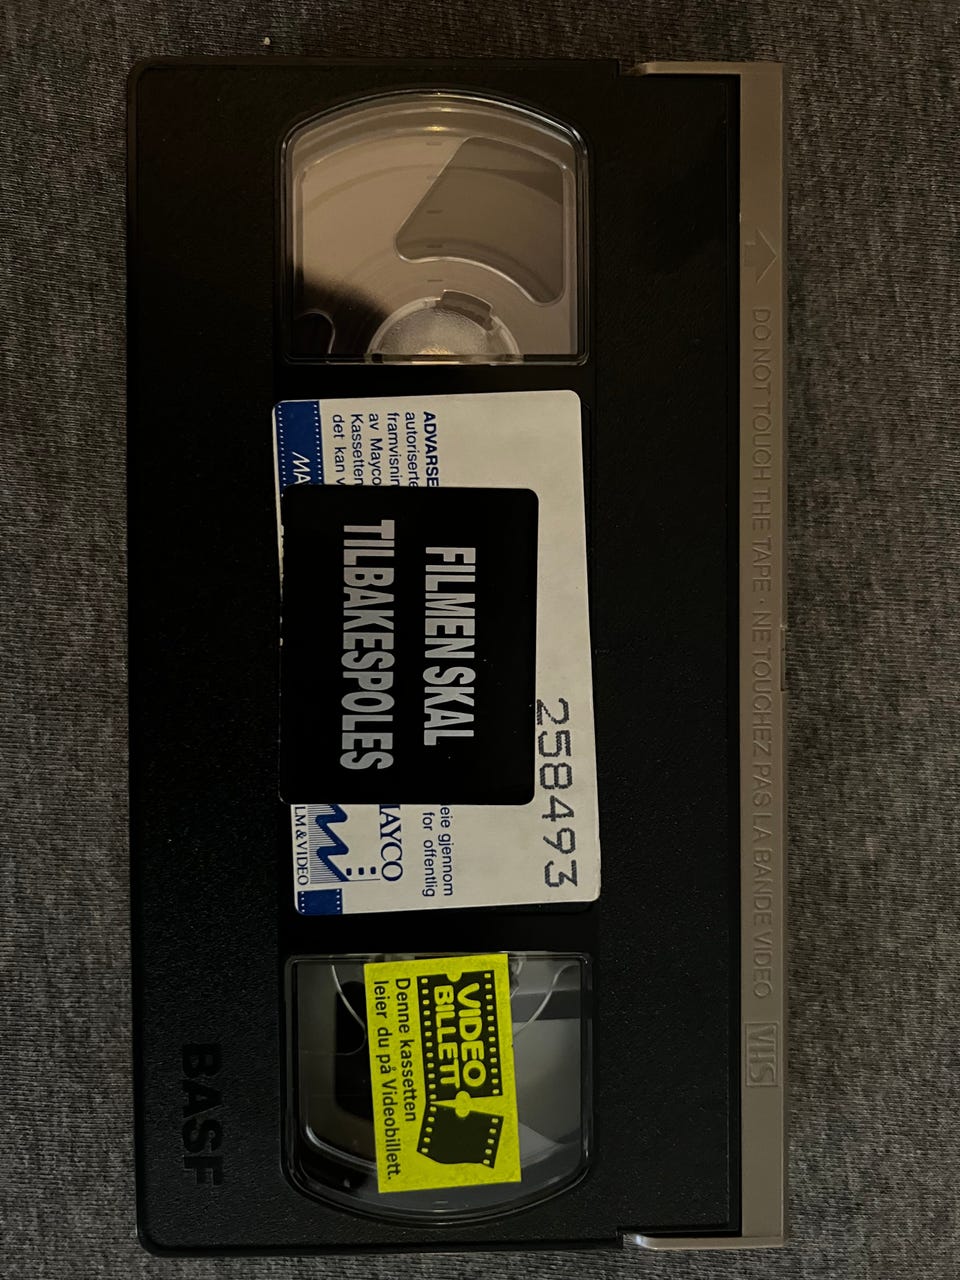 DO NOT TOUCH THE TAPE · NE TOUCHEZ PAS LA BANDE VIDEO VHS
258493
ADVARSE
autoriserte eie gjennom
framvisnin for offentlig
av Mayco
Kassetten MAYCO
det kan v
MA
LM & VIDEO
FILMEN SKAL
TILBAKESPOLES
VIDEO
BILLETT
Denne kassetten
leier du på Videobillett.
BASF